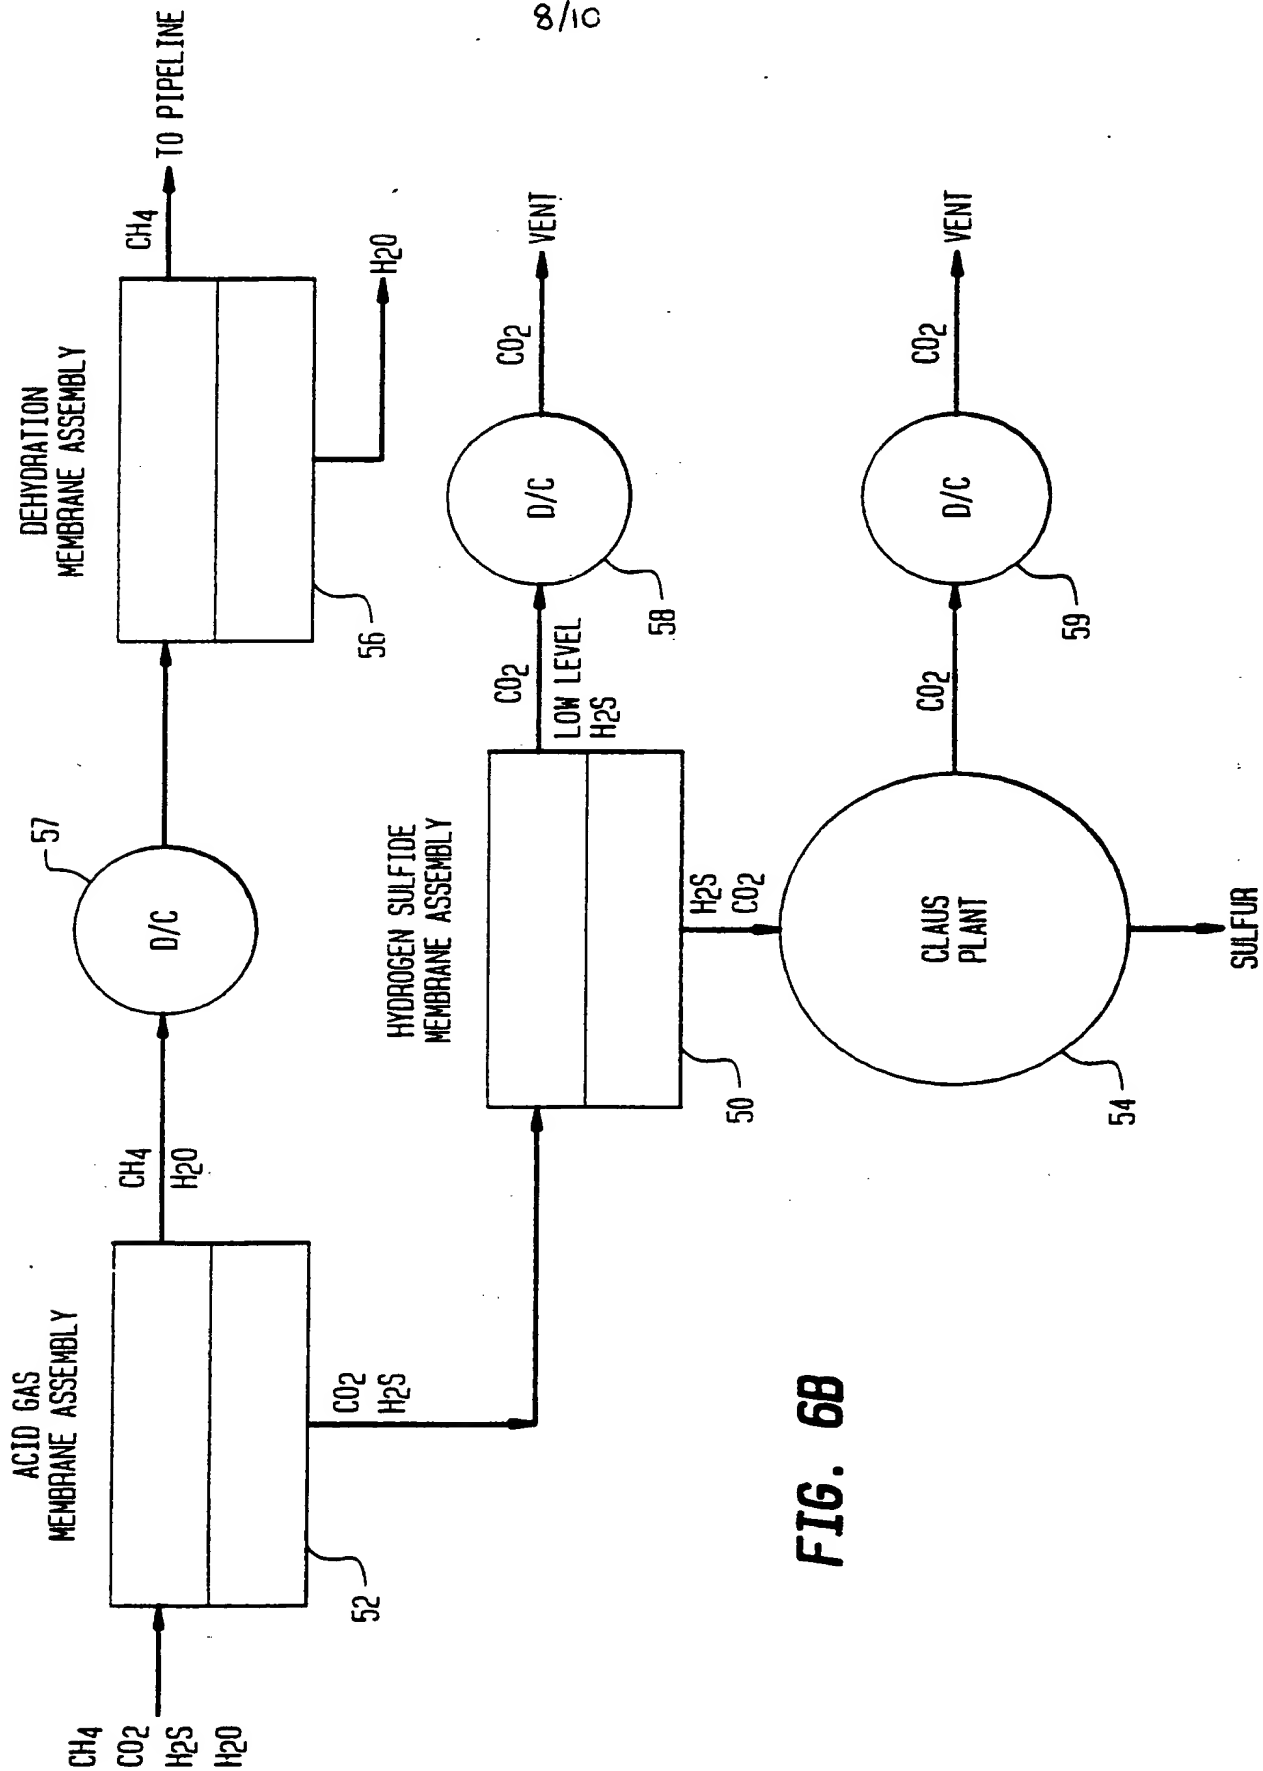 8/10
ACID GAS
MEMBRANE ASSEMBLY
DEHYDRATION
MEMBRANE ASSEMBLY
CH4
CO2
H2S
H2O
52
CH4
H2O
57
D/C
56
CH4
TO PIPELINE
H2O
CO2
H2S
HYDROGEN SULFIDE
MEMBRANE ASSEMBLY
50
CO2
LOW LEVEL
H2S
D/C
58
CO2
VENT
H2S
CO2
CLAUS
PLANT
54
SULFUR
CO2
D/C
59
CO2
VENT
FIG. 6B